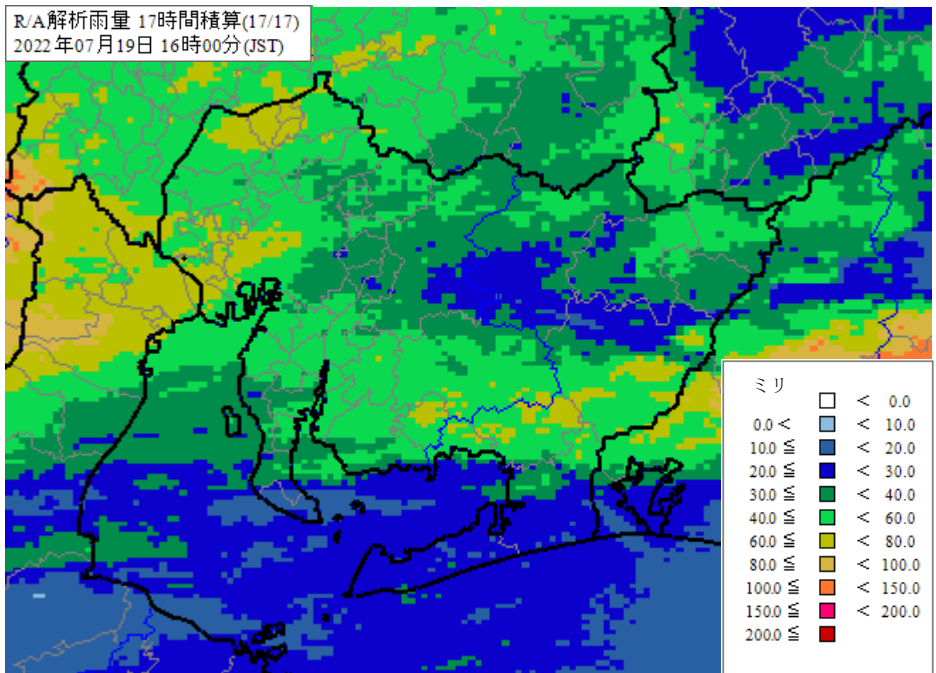 R/A解析雨量 17時間積算(17/17)
2022年07月19日 16時00分(JST)
ミリ
< 0.0
0.0 < < 10.0
10.0 ≦ < 20.0
20.0 ≦ < 30.0
30.0 ≦ < 40.0
40.0 ≦ < 60.0
60.0 ≦ < 80.0
80.0 ≦ < 100.0
100.0 ≦ < 150.0
150.0 ≦ < 200.0
200.0 ≦